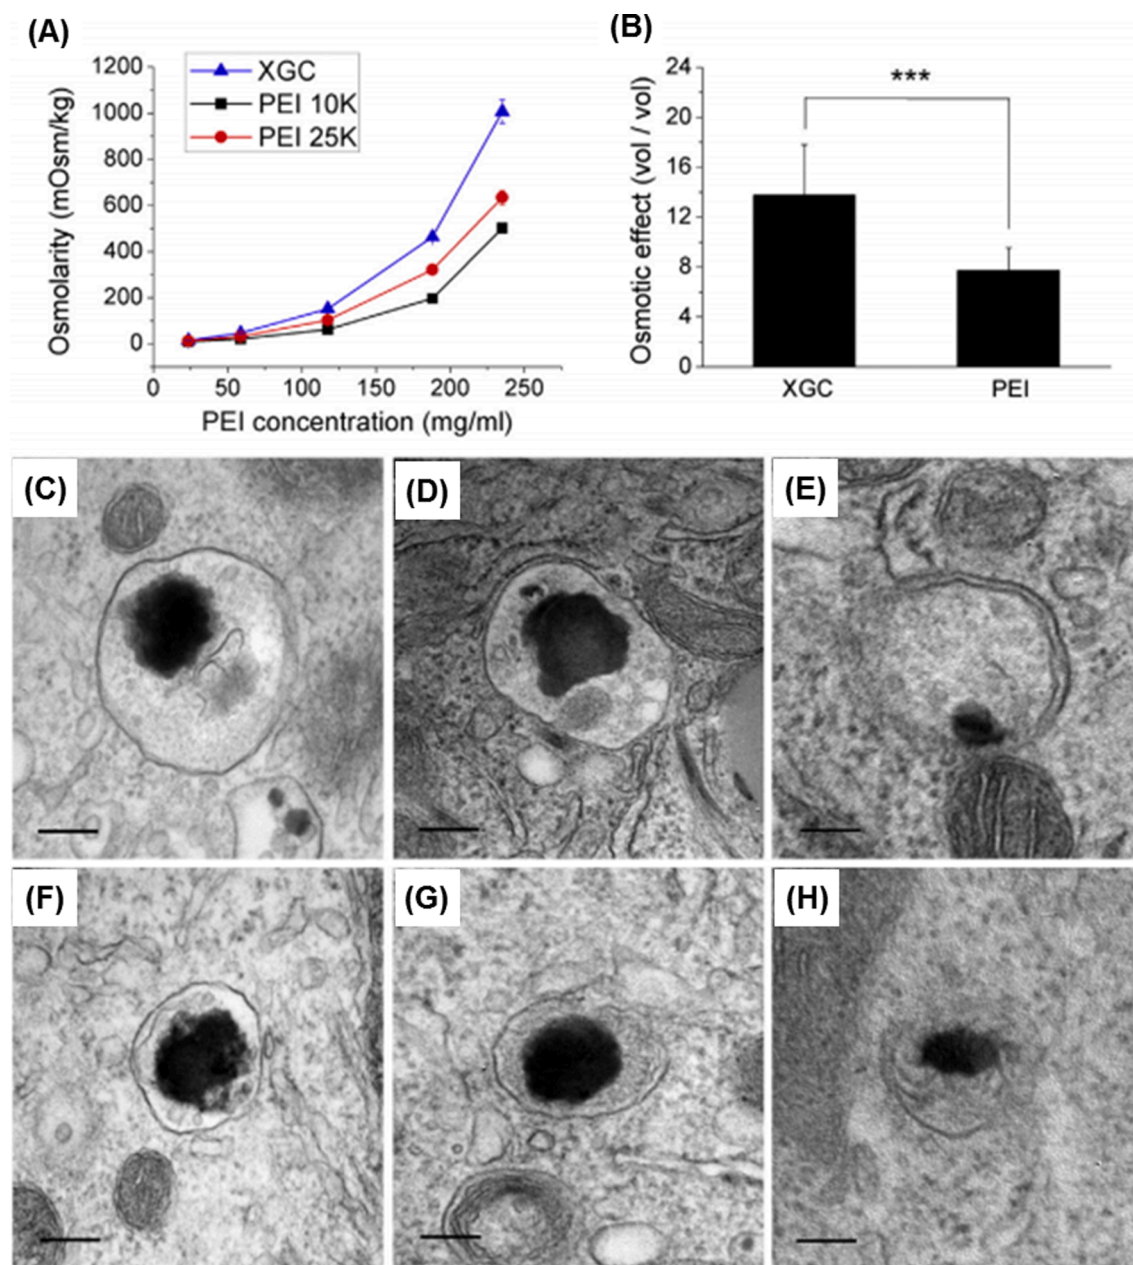 (A)
XGC
PEI 10K
PEI 25K
1200
1000
800
600
400
200
0
Osmolarity (mOsm/kg)
0 50 100 150 200 250
PEI concentration (mg/ml)
(B)
***
24
20
16
12
8
4
0
Osmotic effect (vol / vol)
XGC PEI
(C) (D) (E)
(F) (G) (H)